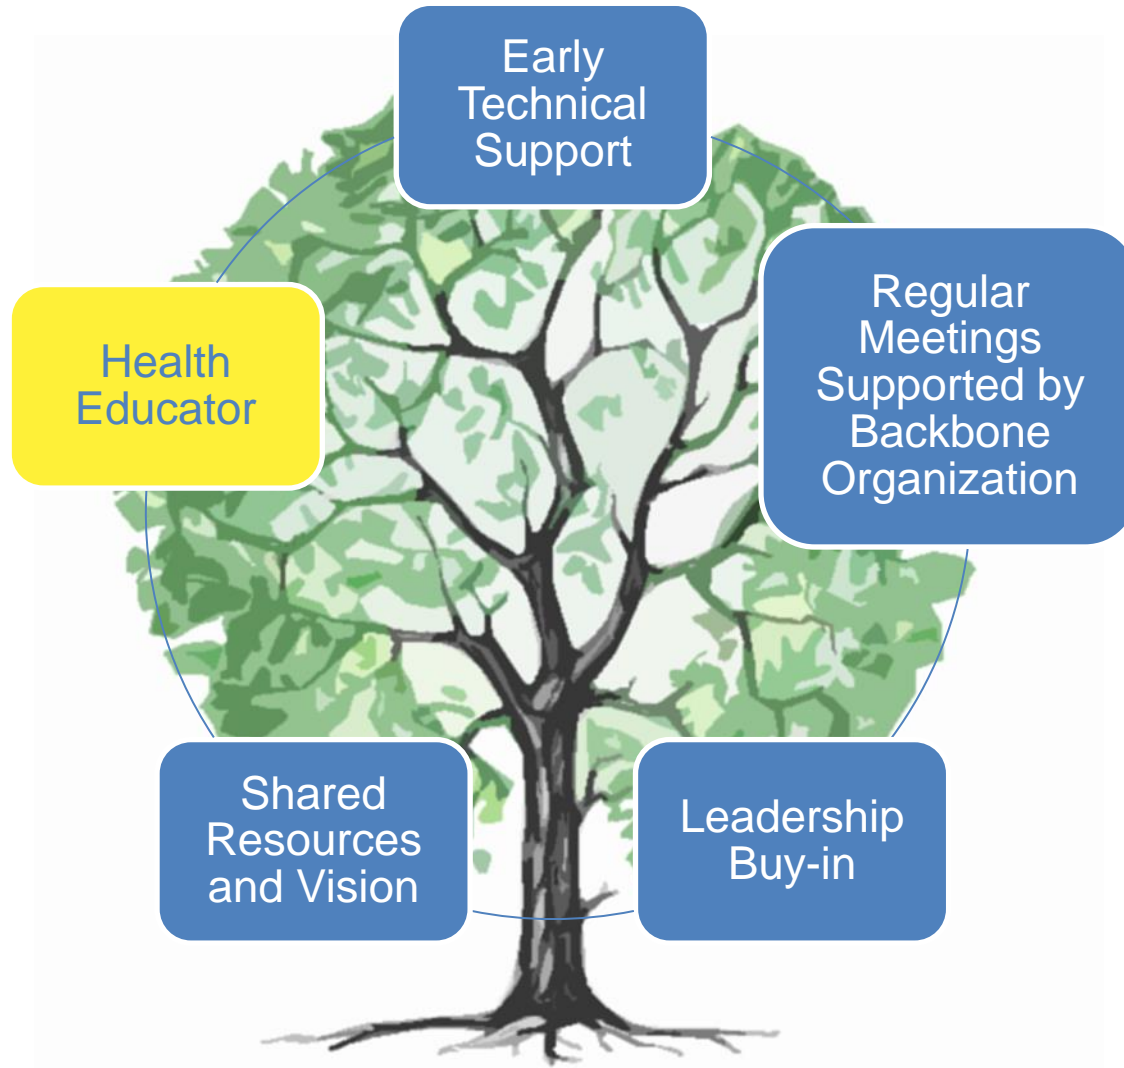 Early
Technical
Support
Regular
Meetings
Supported by
Backbone
Organization
Leadership
Buy-in
Shared
Resources
and Vision
Health
Educator